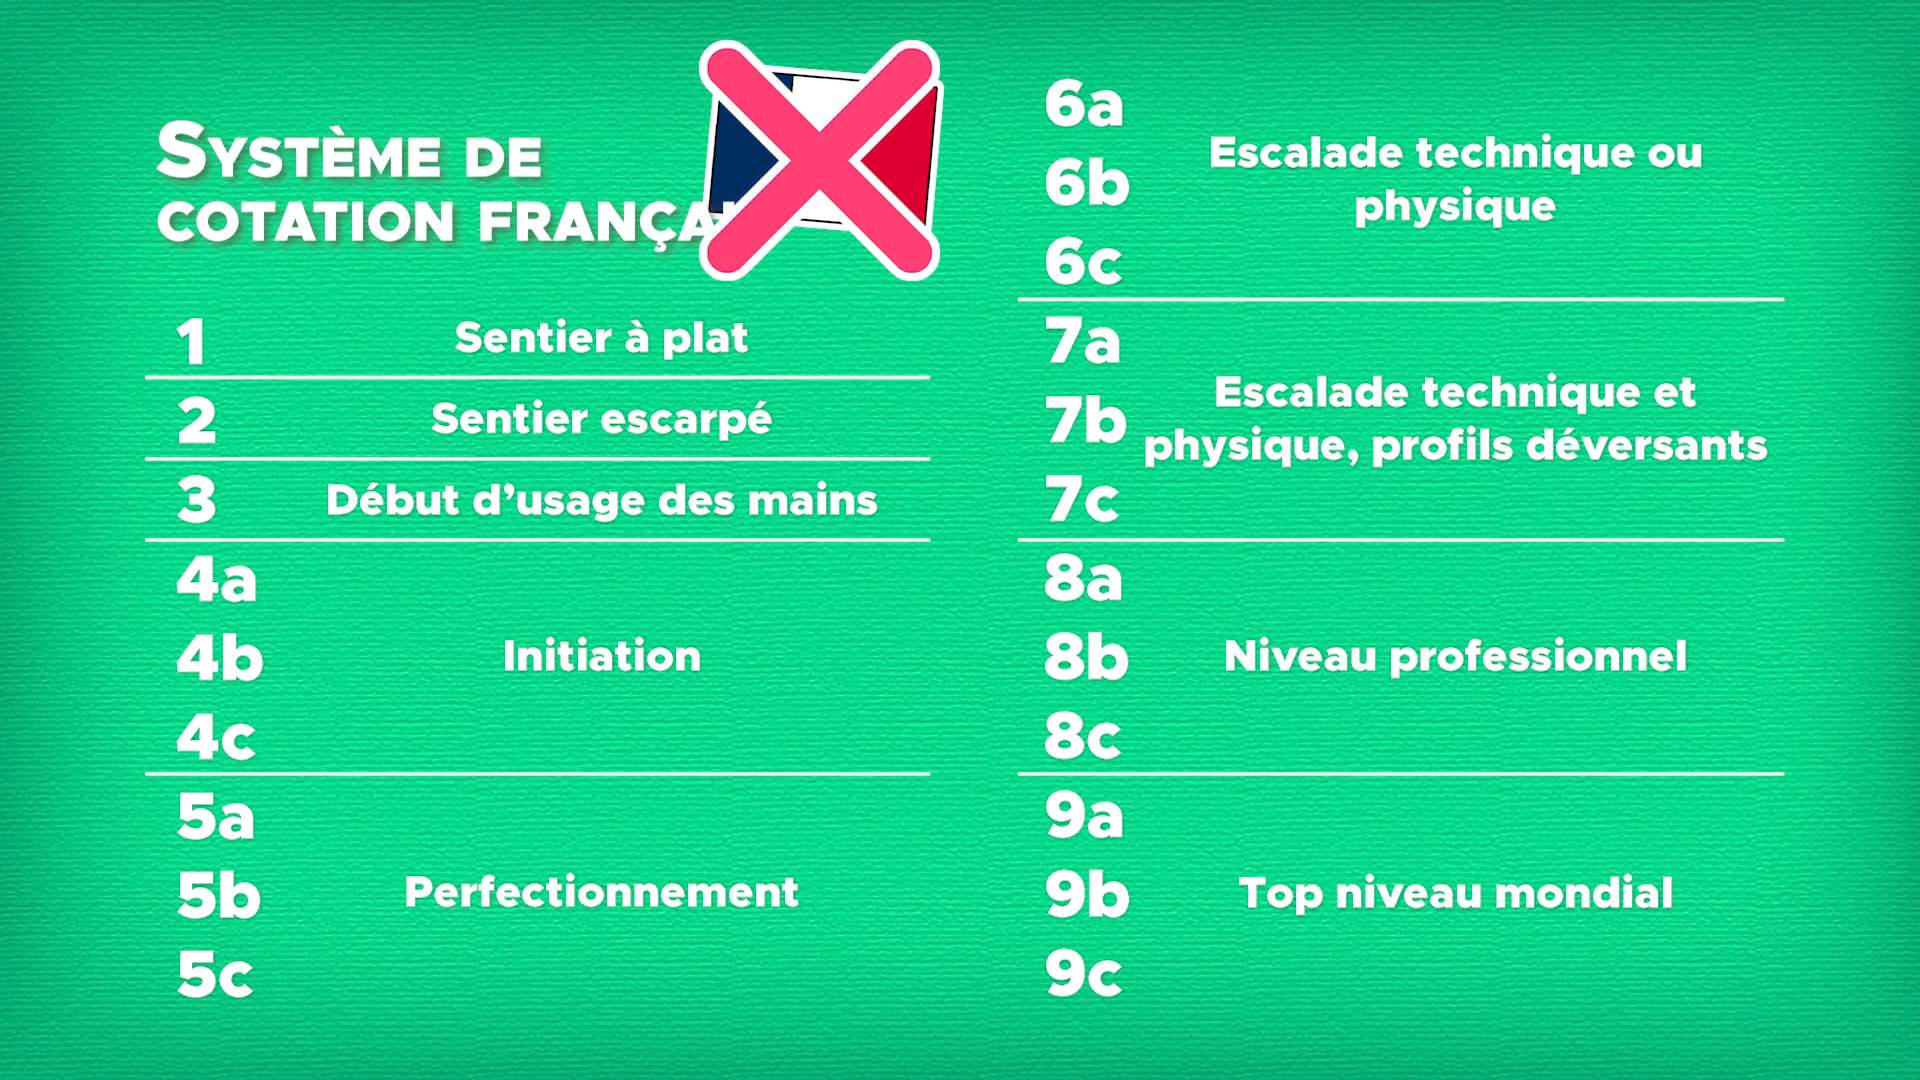 Système de
cotation
1
Sentier à plat
2
Sentier escarpé
3
Début d’usage des mains
4a
4b
Initiation
4c
5a
5b
Perfectionnement
5c
6a
Escalade technique ou
6b
physique
6c
7a
Escalade technique et
7b
physique, profils déversants
7c
8a
8b
Niveau professionnel
8c
9a
9b
Top niveau mondial
9c